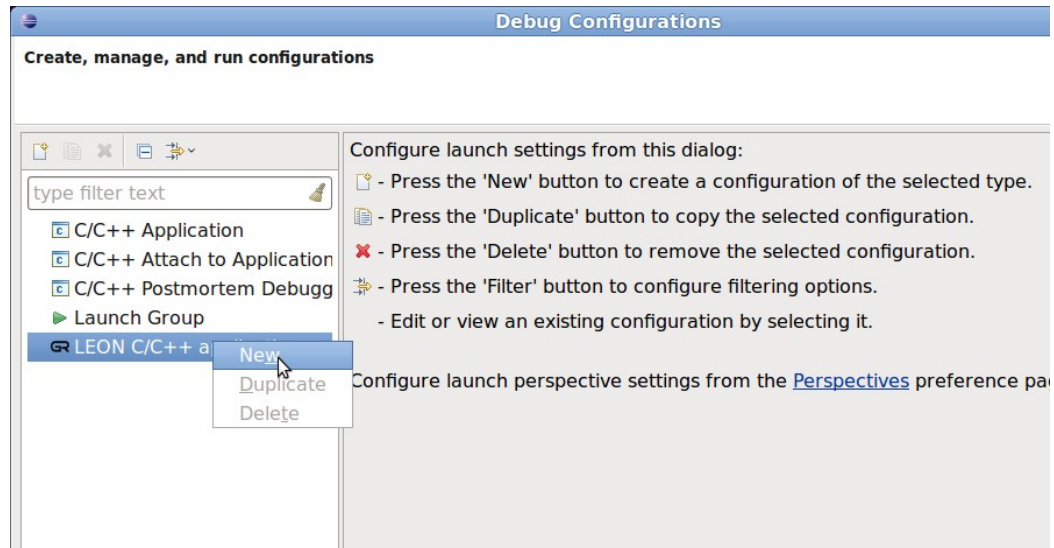 Debug Configurations
Create, manage, and run configurations
type filter text
C/C++ Application
C/C++ Attach to Application
C/C++ Postmortem Debugg
Launch Group
GR LEON C/C++ a
New
Duplicate
Delete
Configure launch settings from this dialog:
- Press the 'New' button to create a configuration of the selected type.
- Press the 'Duplicate' button to copy the selected configuration.
- Press the 'Delete' button to remove the selected configuration.
- Press the 'Filter' button to configure filtering options.
- Edit or view an existing configuration by selecting it.
Configure launch perspective settings from the Perspectives preference pa